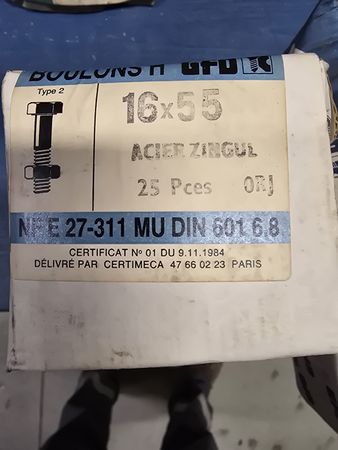 BOULONS H GFD
Type 2
16x55
ACIER ZINGUÉ
25 Pces ORJ
NF E 27-311 MU DIN 601 6.8
CERTIFICAT N° 01 DU 9.11.1984
DÉLIVRÉ PAR CERTIMECA 47 66 02 23 PARIS